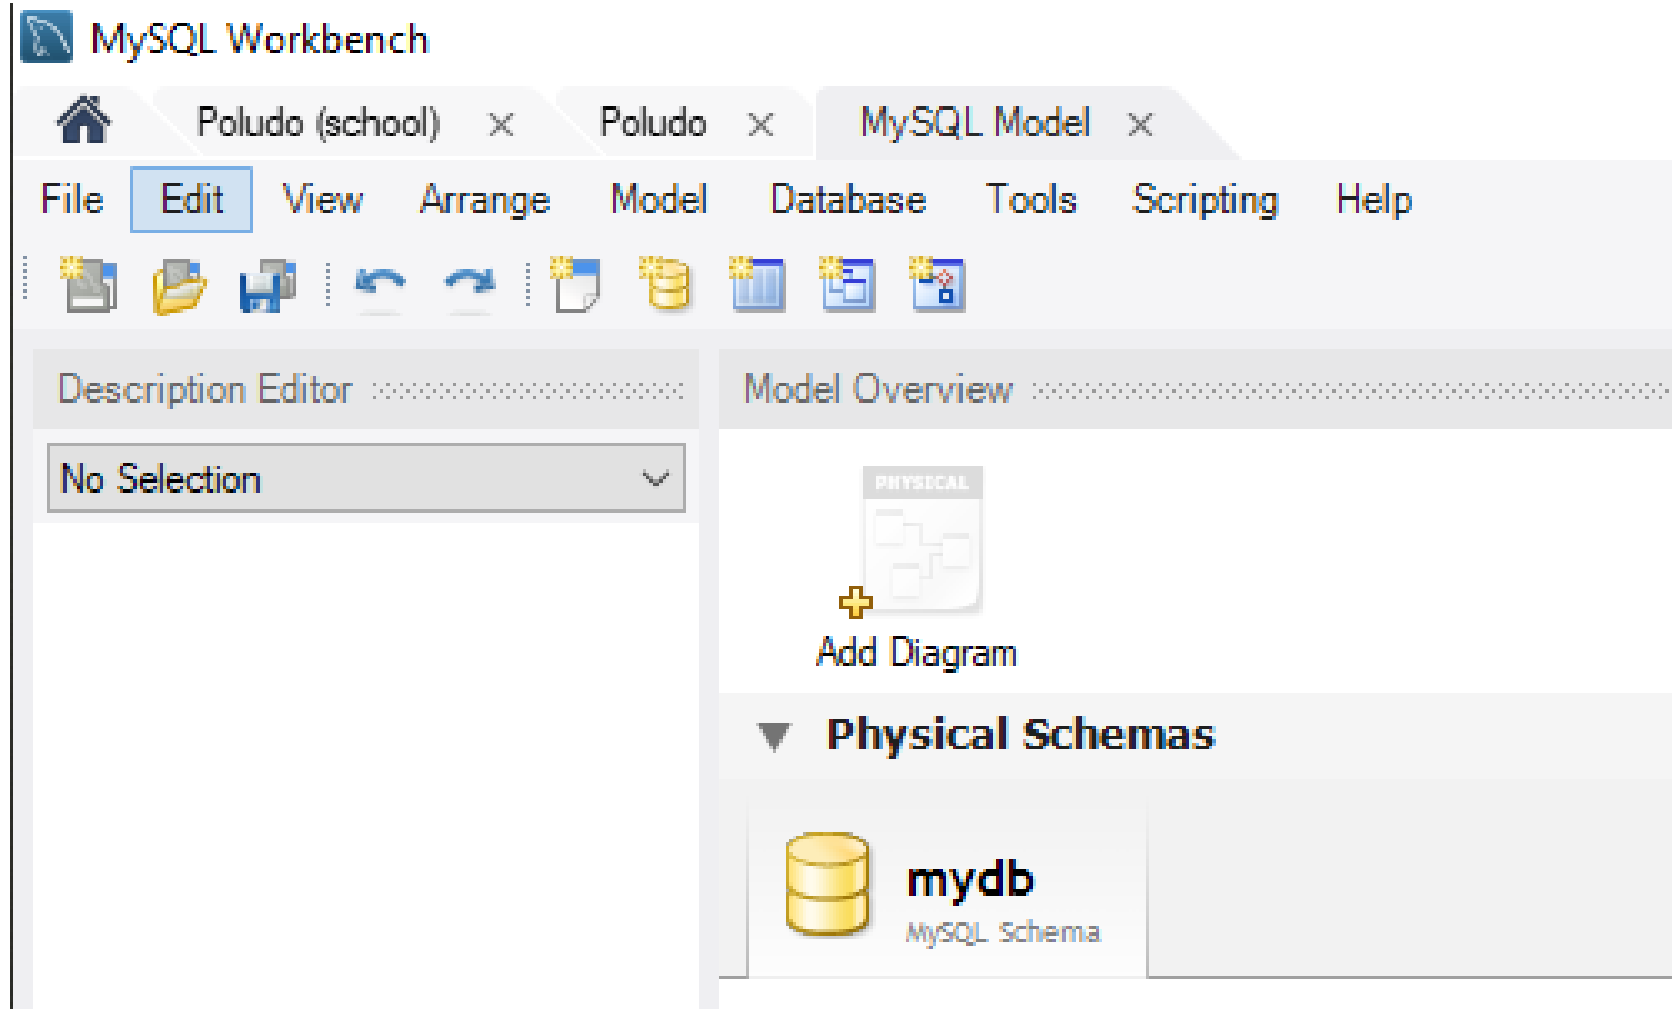 MySQL Workbench
Poludo (school) Poludo MySQL Model
File Edit View Arrange Model Database Tools Scripting Help
Description Editor Model Overview
No Selection
PHYSICAL
Add Diagram
Physical Schemas
mydb
MySQL Schema